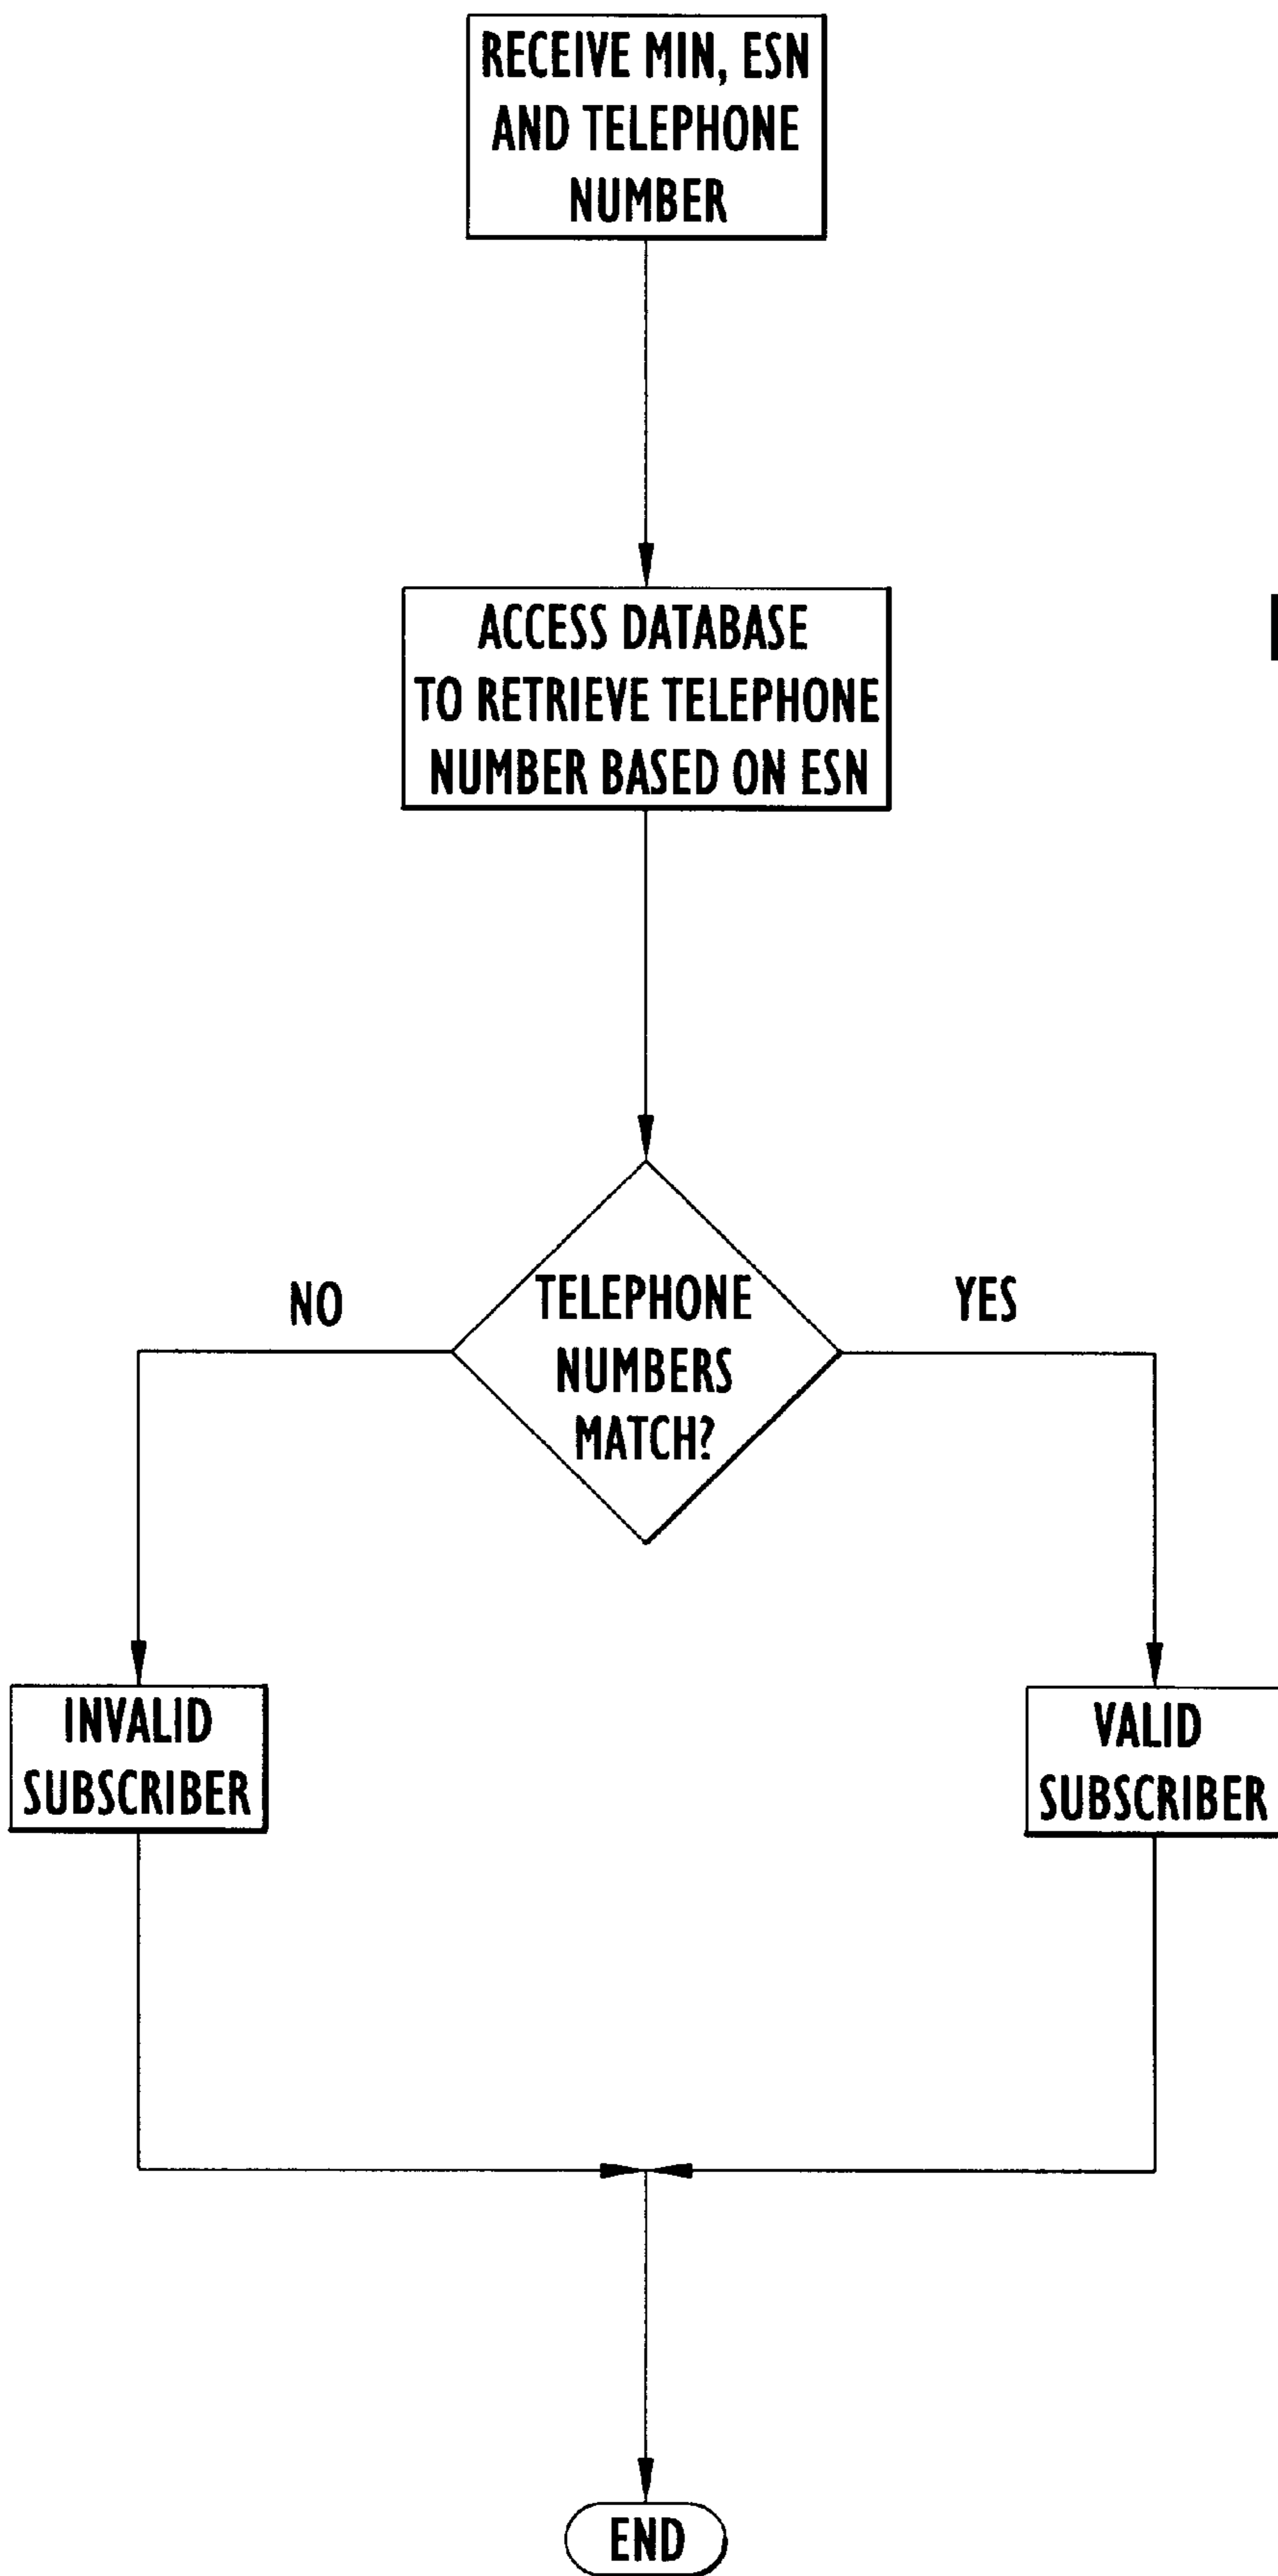 RECEIVE MIN, ESN
AND TELEPHONE
NUMBER
ACCESS DATABASE
TO RETRIEVE TELEPHONE
NUMBER BASED ON ESN
TELEPHONE
NUMBERS
MATCH?
NO
YES
INVALID
SUBSCRIBER
VALID
SUBSCRIBER
END